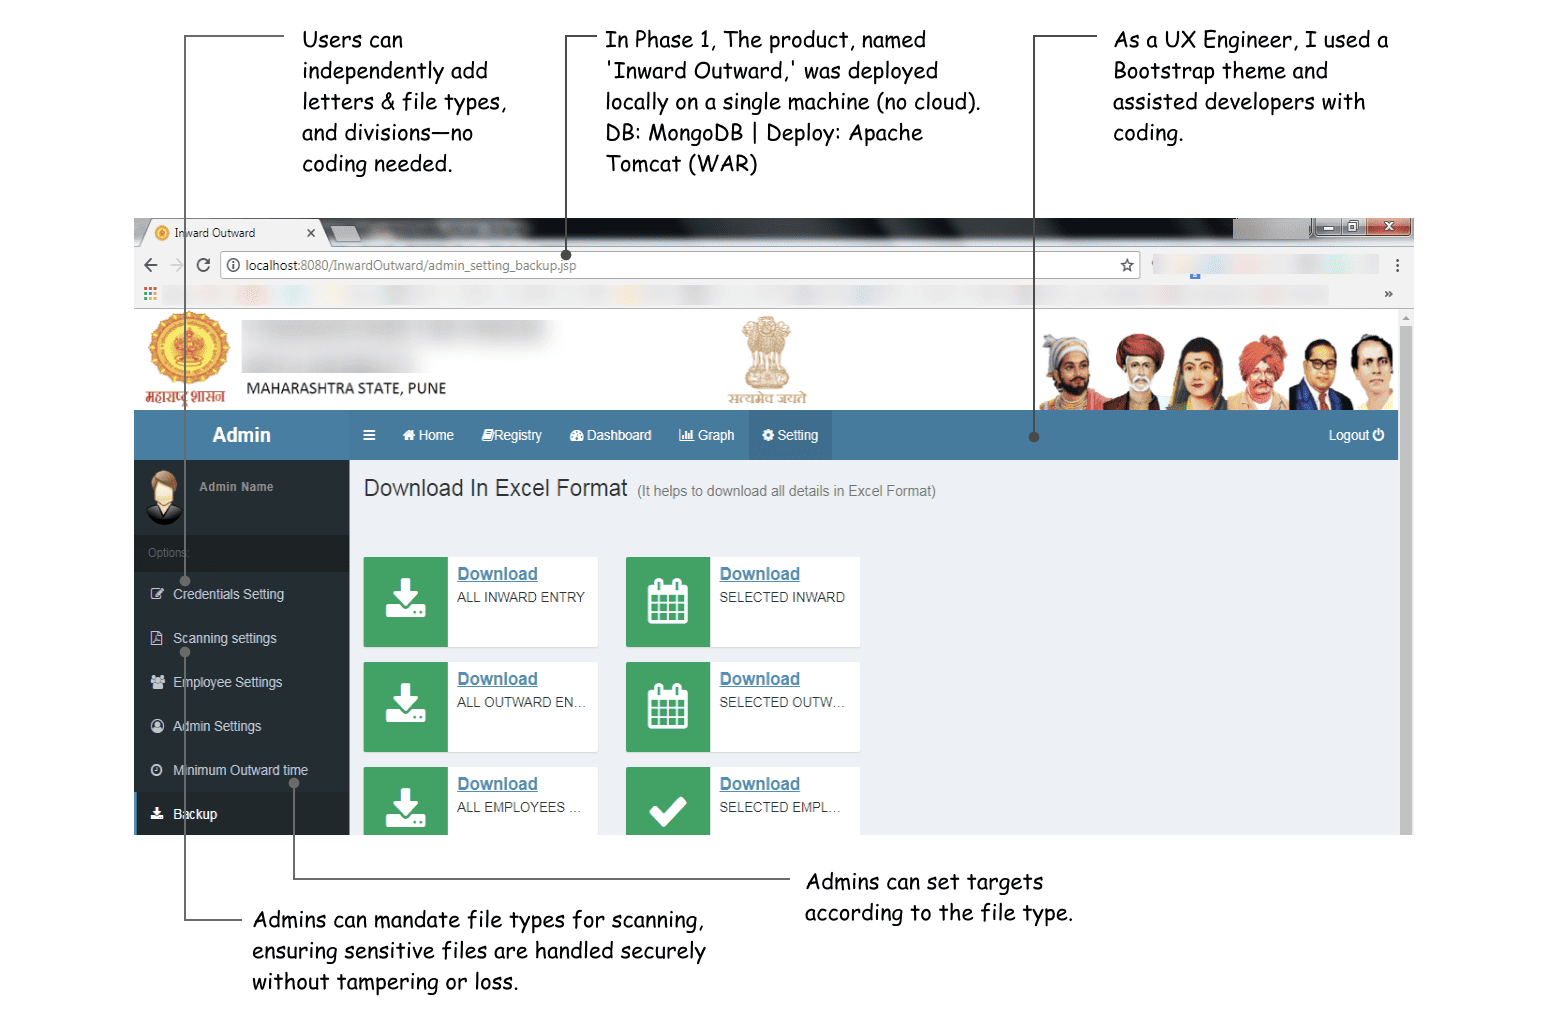 Users can
independently add
letters & file types,
and divisions—no
coding needed.
In Phase 1, The product, named
'Inward Outward,' was deployed
locally on a single machine (no cloud).
DB: MongoDB | Deploy: Apache
Tomcat (WAR)
As a UX Engineer, I used a
Bootstrap theme and
assisted developers with
coding.
Inward Outward
localhost:8080/InwardOutward/admin_setting_backup.jsp
महाराष्ट्र शासन
MAHARASHTRA STATE, PUNE
सत्यमेव जयते
Admin
Home
Registry
Dashboard
Graph
Setting
Logout
Admin Name
Options:
Credentials Setting
Scanning settings
Employee Settings
Admin Settings
Minimum Outward time
Backup
Download In Excel Format (It helps to download all details in Excel Format)
Download
ALL INWARD ENTRY
Download
SELECTED INWARD
Download
ALL OUTWARD EN...
Download
SELECTED OUTW...
Download
ALL EMPLOYEES ...
Download
SELECTED EMPL...
Admins can set targets
according to the file type.
Admins can mandate file types for scanning,
ensuring sensitive files are handled securely
without tampering or loss.